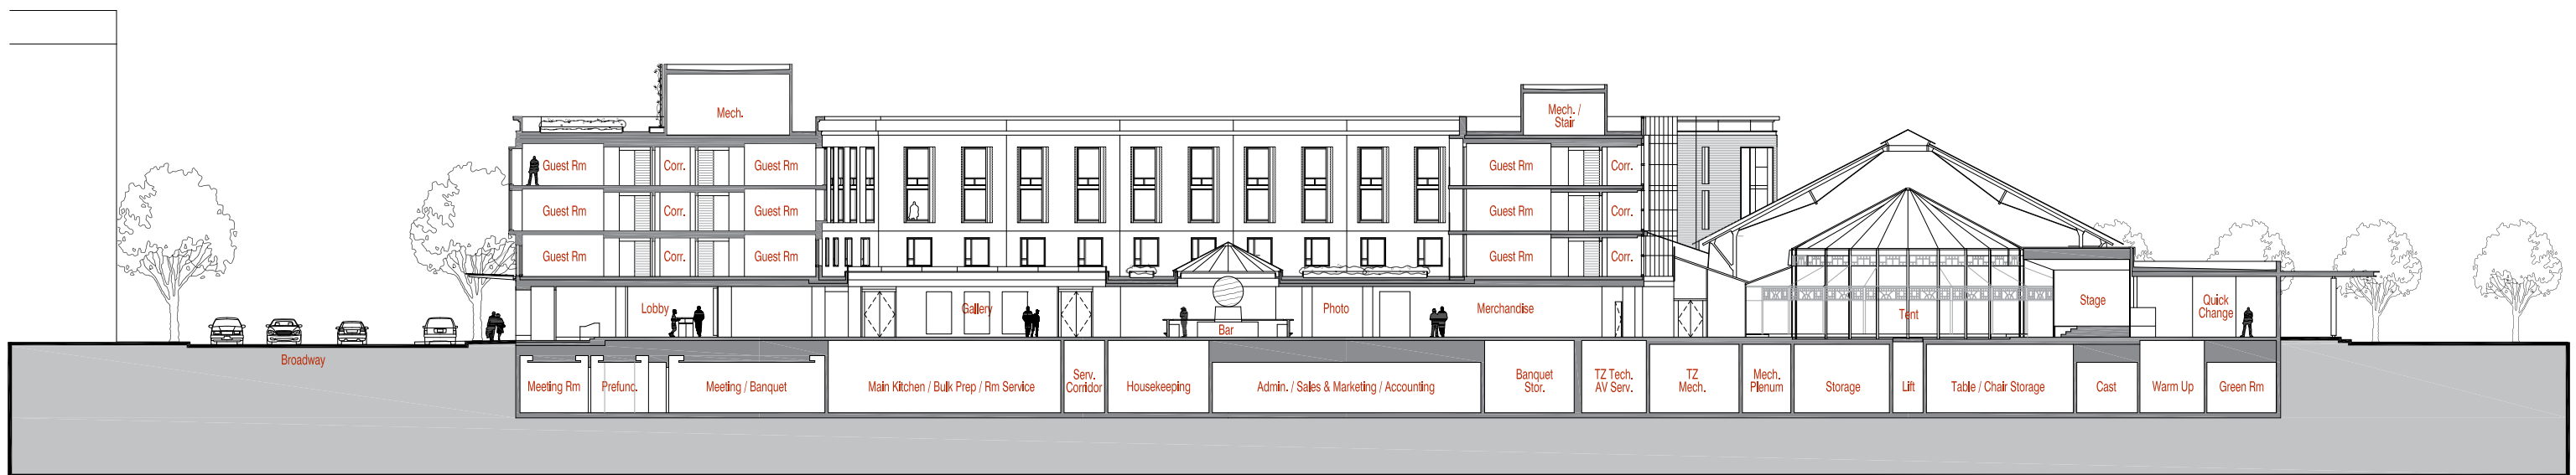 Mech.
Mech. /
Stair
Guest Rm
Corr.
Guest Rm
Guest Rm
Corr.
Guest Rm
Corr.
Guest Rm
Guest Rm
Corr.
Guest Rm
Corr.
Guest Rm
Guest Rm
Corr.
Lobby
Gallery
Bar
Photo
Merchandise
Tent
Stage
Quick
Change
Broadway
Meeting Rm
Prefunc.
Meeting / Banquet
Main Kitchen / Bulk Prep / Rm Service
Serv.
Corridor
Housekeeping
Admin. / Sales & Marketing / Accounting
Banquet
Stor.
TZ Tech.
AV Serv.
TZ
Mech.
Mech.
Plenum
Storage
Lift
Table / Chair Storage
Cast
Warm Up
Green Rm